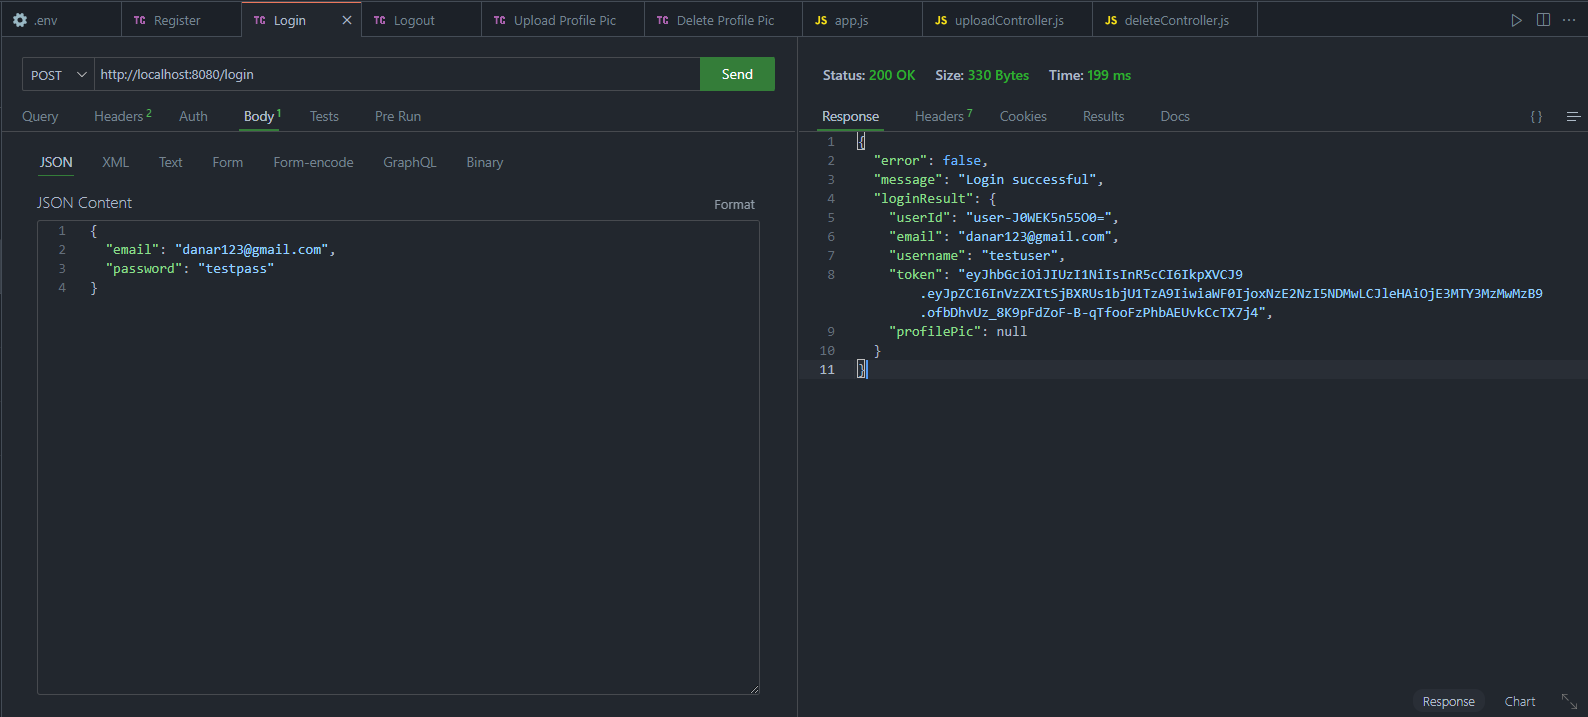 .env TC Register TC Login TC Logout TC Upload Profile Pic TC Delete Profile Pic JS app.js JS uploadController.js JS deleteController.js
POST http://localhost:8080/login Send
Query Headers 2 Auth Body 1 Tests Pre Run
JSON XML Text Form Form-encode GraphQL Binary
JSON Content Format
1 {
2 "email": "danar123@gmail.com",
3 "password": "testpass"
4 }
Status: 200 OK Size: 330 Bytes Time: 199 ms
Response Headers 7 Cookies Results Docs { }
1 {
2 "error": false,
3 "message": "Login successful",
4 "loginResult": {
5 "userId": "user-J0WEK5n55O0=",
6 "email": "danar123@gmail.com",
7 "username": "testuser",
8 "token": "eyJhbGciOiJIUzI1NiIsInR5cCI6IkpXVCJ9
.eyJpZCI6InVzZXItSjBXRUs1bjU1TzA9IiwiaWF0IjoxNzE2NzI5NDMwLCJleHAiOjE3MTY3MzMwMzB9
.ofbDhvUz_8K9pFdZoF-B-qTfooFzPhbAEUvkCcTX7j4",
9 "profilePic": null
10 }
11 }
Response Chart